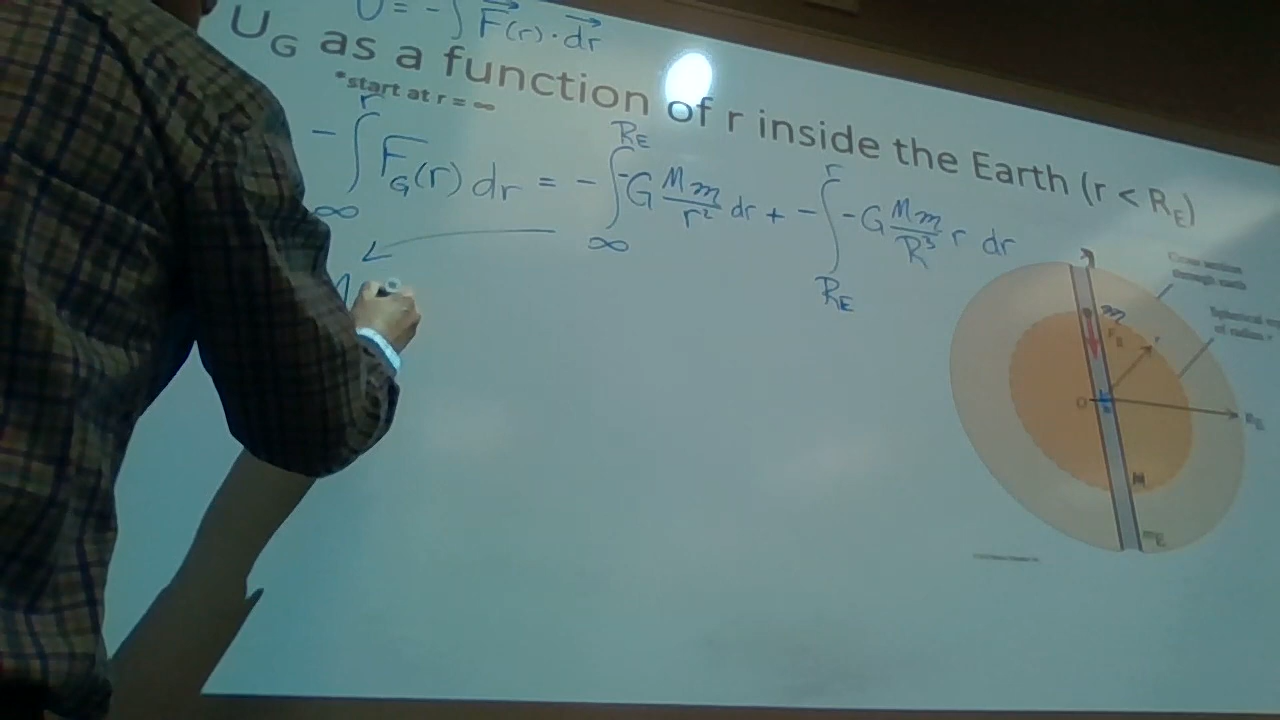 U = - ∫ F(r) · dr
U_G as a function of r inside the Earth (r < R_E)
*start at r = ∞
- ∫_∞^r F_G(r) dr = - ∫_∞^{R_E} -G Mm/r² dr + - ∫_{R_E}^r -G Mm/R³ r dr
m
r
O
M